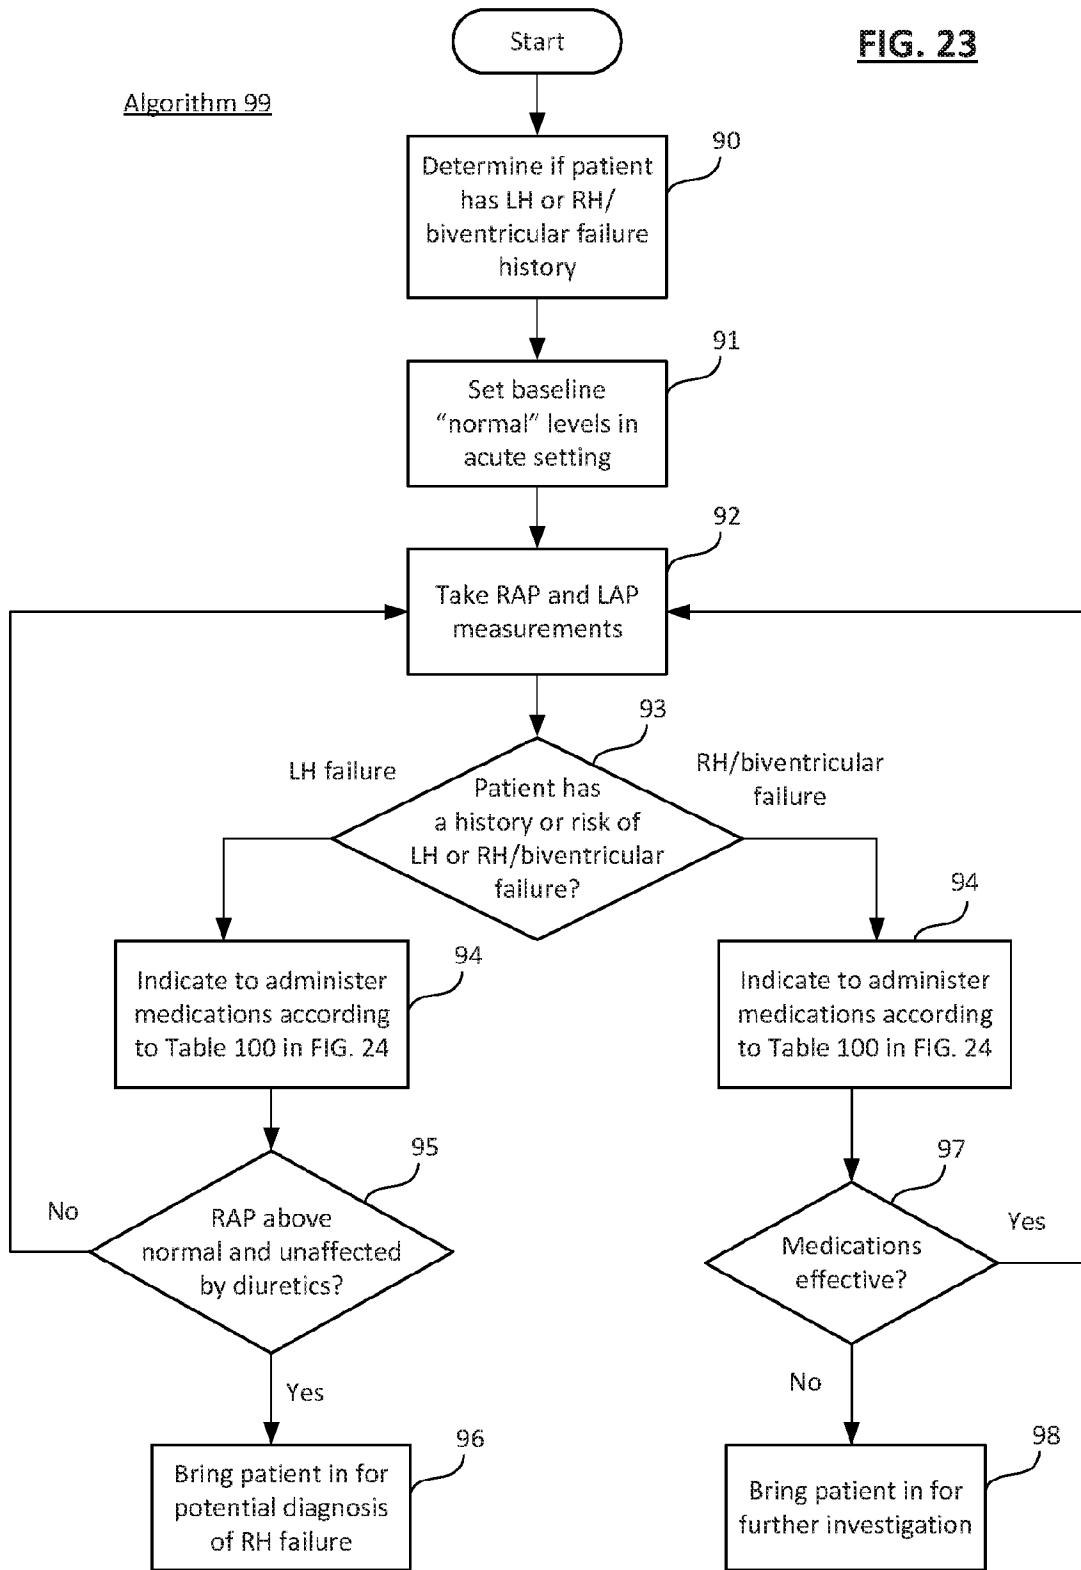 Start
FIG. 23
Algorithm 99
90
Determine if patient
has LH or RH/
biventricular failure
history
91
Set baseline
“normal” levels in
acute setting
92
Take RAP and LAP
measurements
93
LH failure
RH/biventricular
failure
Patient has
a history or risk of
LH or RH/biventricular
failure?
94
Indicate to administer
medications according
to Table 100 in FIG. 24
94
Indicate to administer
medications according
to Table 100 in FIG. 24
95
No
RAP above
normal and unaffected
by diuretics?
97
Yes
Medications
effective?
Yes
No
96
Bring patient in for
potential diagnosis
of RH failure
98
Bring patient in for
further investigation